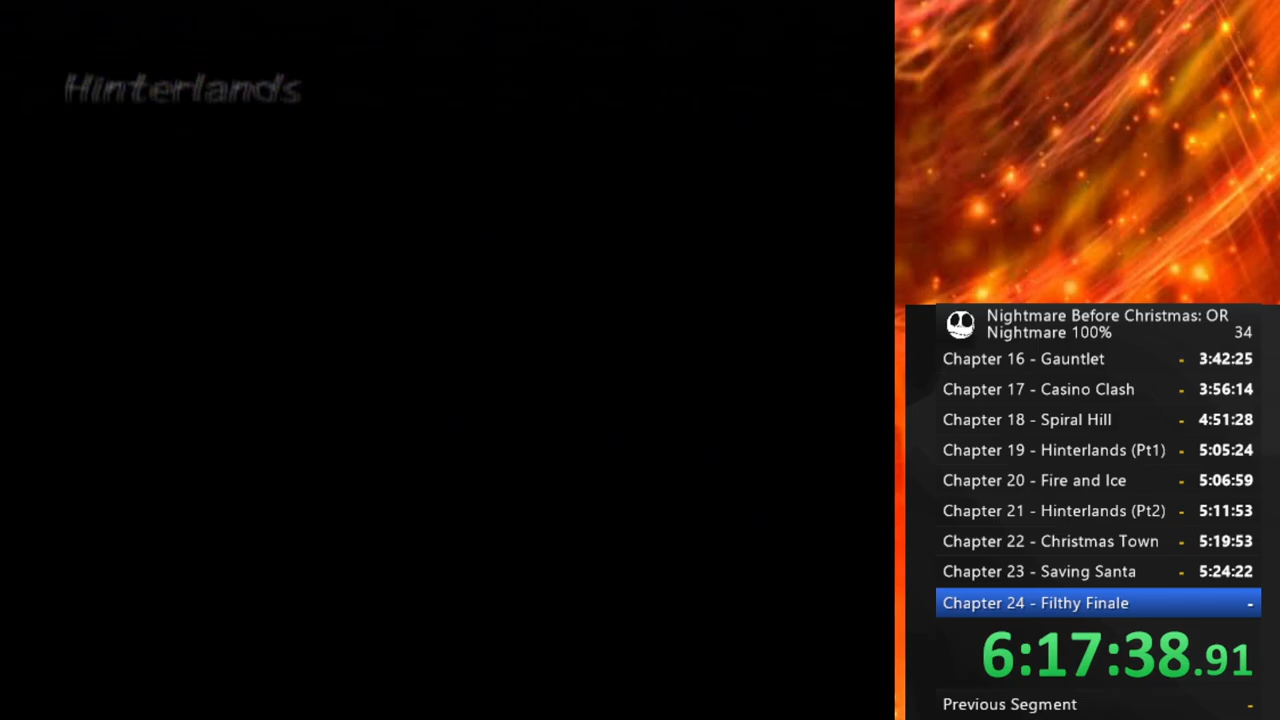 Hinterlands
Nightmare Before Christmas: OR
Nightmare 100% 34
Chapter 16 - Gauntlet - 3:42:25
Chapter 17 - Casino Clash - 3:56:14
Chapter 18 - Spiral Hill - 4:51:28
Chapter 19 - Hinterlands (Pt1) - 5:05:24
Chapter 20 - Fire and Ice - 5:06:59
Chapter 21 - Hinterlands (Pt2) - 5:11:53
Chapter 22 - Christmas Town - 5:19:53
Chapter 23 - Saving Santa - 5:24:22
Chapter 24 - Filthy Finale -
6:17:38.91
Previous Segment -